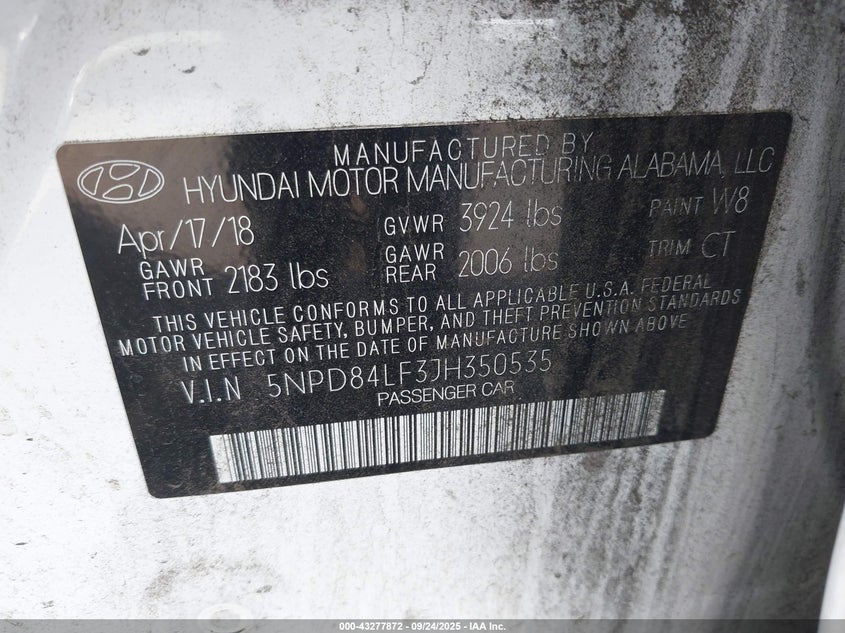 MANUFACTURED BY
HYUNDAI MOTOR MANUFACTURING ALABAMA, LLC
Apr/17/18 GVWR 3924 lbs PAINT W8
GAWR FRONT 2183 lbs GAWR REAR 2006 lbs TRIM CT
THIS VEHICLE CONFORMS TO ALL APPLICABLE U.S.A. FEDERAL
MOTOR VEHICLE SAFETY, BUMPER, AND THEFT PREVENTION STANDARDS
IN EFFECT ON THE DATE OF MANUFACTURE SHOWN ABOVE
V.I.N 5NPD84LF3JH350535
PASSENGER CAR
000-43277872 - 09/24/2025 - IAA Inc.